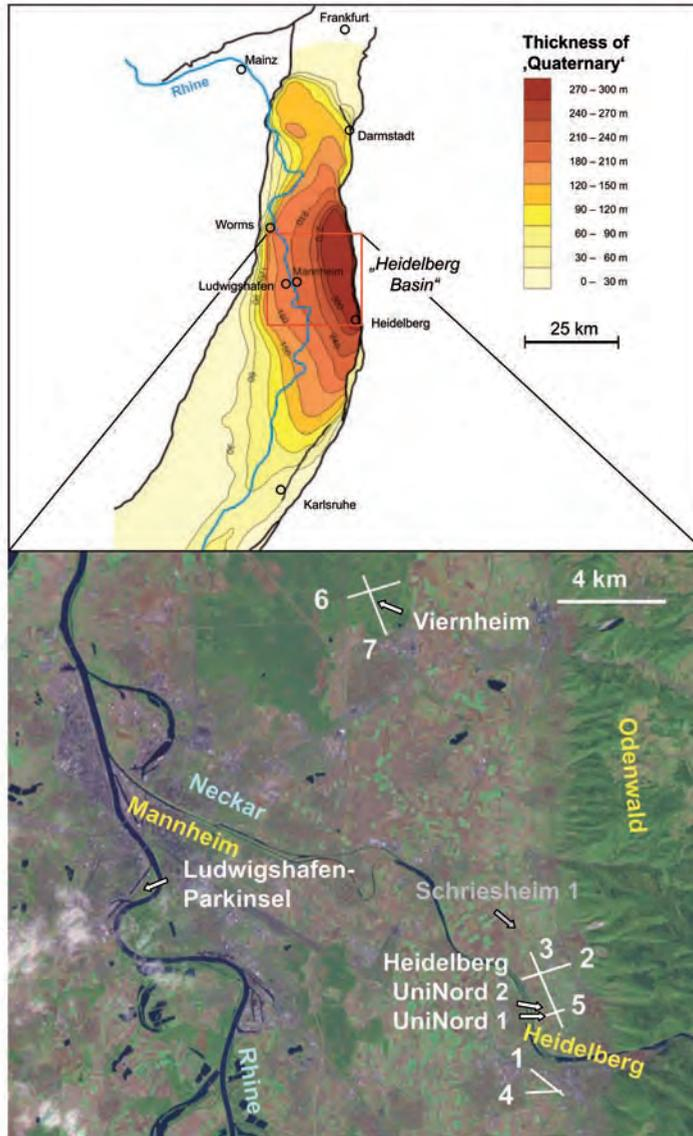 Frankfurt
Mainz
Rhine
Darmstadt
Worms
Mannheim
Ludwigshafen
„Heidelberg
Basin“
Heidelberg
Karlsruhe
Thickness of
‚Quaternary‘
270 – 300 m
240 – 270 m
210 – 240 m
180 – 210 m
120 – 150 m
90 – 120 m
60 – 90 m
30 – 60 m
0 – 30 m
25 km
4 km
6
Viernheim
7
Odenwald
Neckar
Mannheim
Ludwigshafen-
Parkinsel
Schriesheim 1
3
2
Heidelberg
UniNord 2
UniNord 1
5
Heidelberg
1
4
Rhine